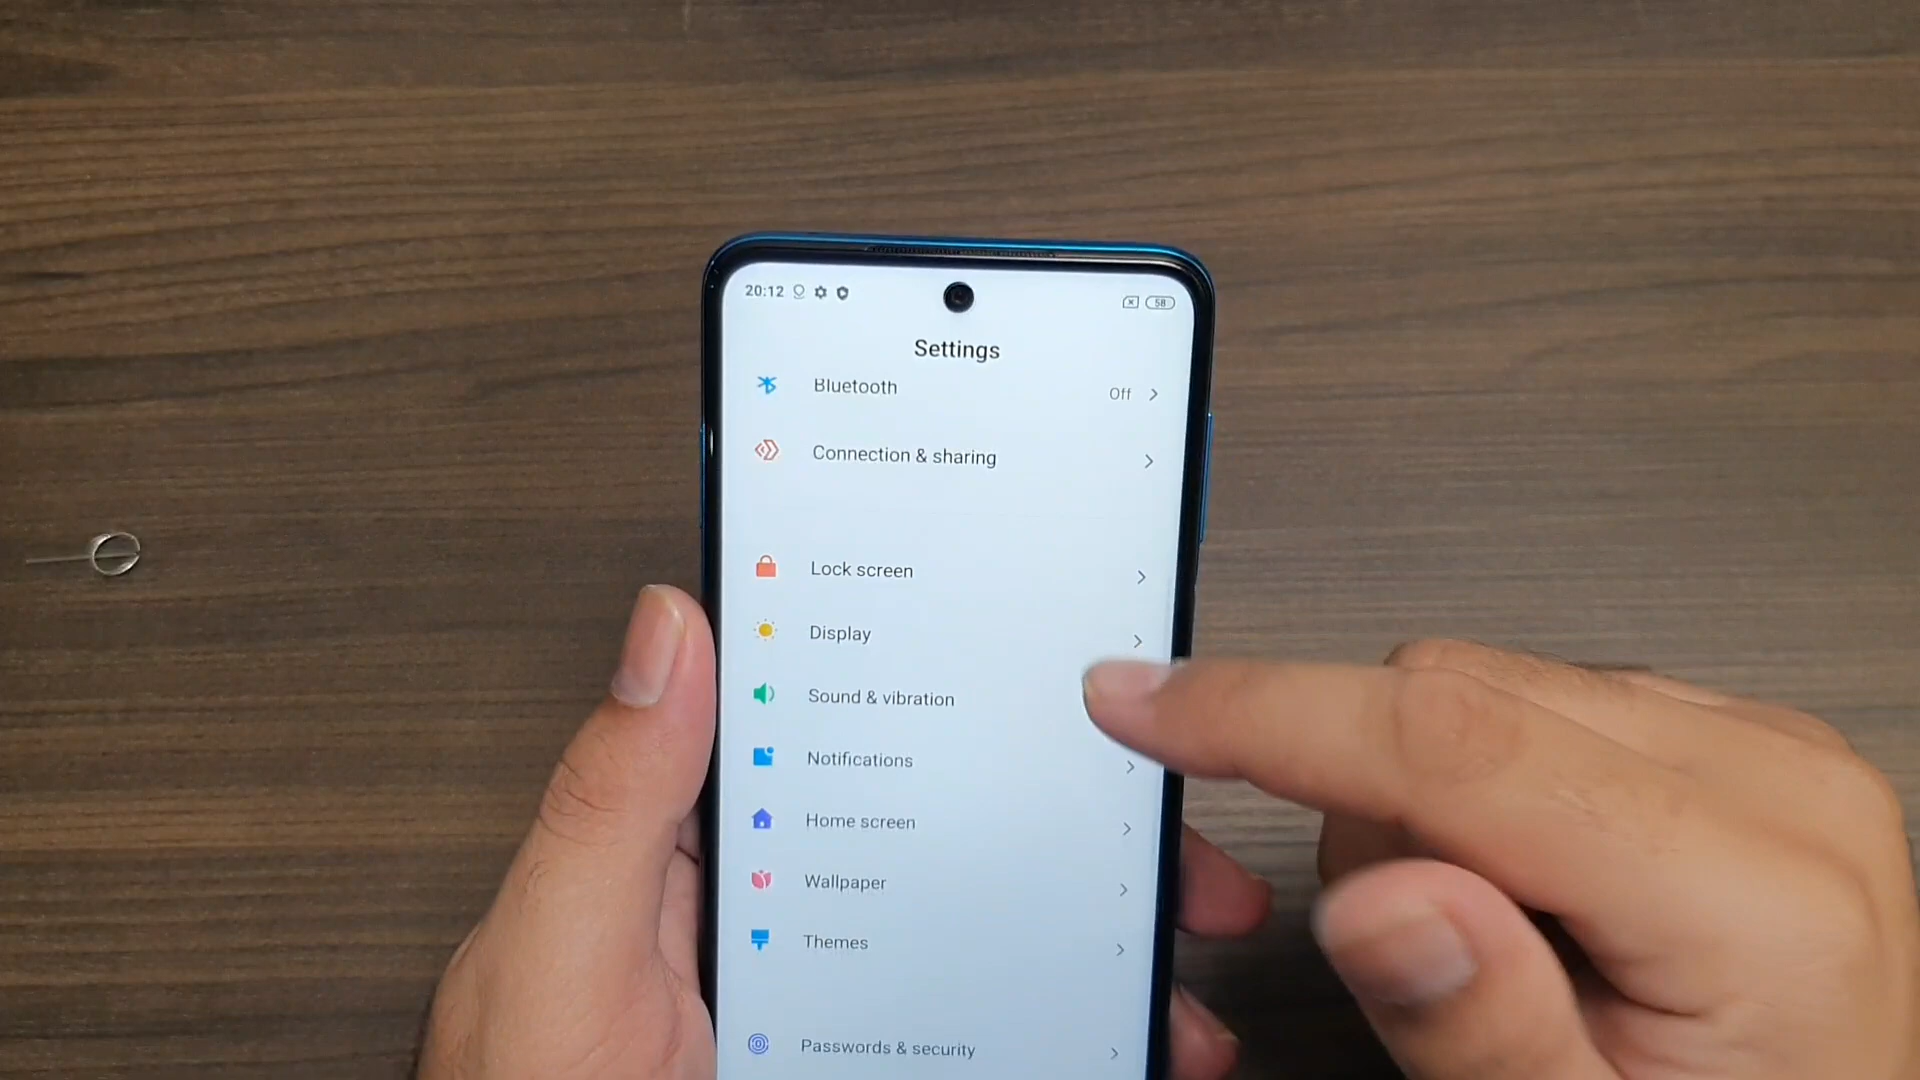 20:12
58
Settings
Bluetooth Off
Connection & sharing
Lock screen
Display
Sound & vibration
Notifications
Home screen
Wallpaper
Themes
Passwords & security